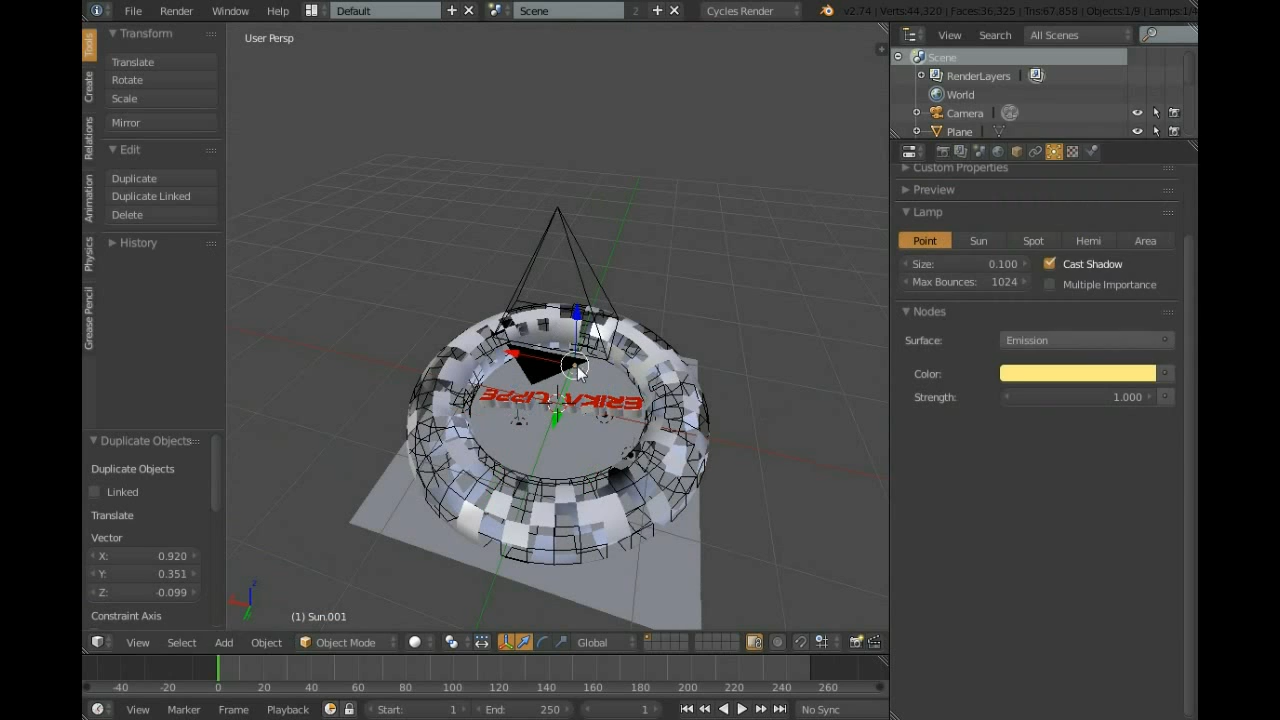 File Render Window Help Default Scene 2 Cycles Render v2.74 | Verts:44,320 | Faces:36,325 | Tris:67,858 | Objects:1/9 | Lamps:1/4
Tools
Create
Relations
Animation
Physics
Grease Pencil
Transform
Translate
Rotate
Scale
Mirror
Edit
Duplicate
Duplicate Linked
Delete
History
Duplicate Objects
Duplicate Objects
Linked
Translate
Vector
X: 0.920
Y: 0.351
Z: -0.099
Constraint Axis
User Persp
(1) Sun.001
View Select Add Object Object Mode Global
-40 -20 0 20 40 60 80 100 120 140 160 180 200 220 240 260
View Marker Frame Playback Start: 1 End: 250 1 No Sync
View Search All Scenes
Scene
RenderLayers
World
Camera
Plane
Custom Properties
Preview
Lamp
Point Sun Spot Hemi Area
Size: 0.100 Cast Shadow
Max Bounces: 1024 Multiple Importance
Nodes
Surface: Emission
Color:
Strength: 1.000